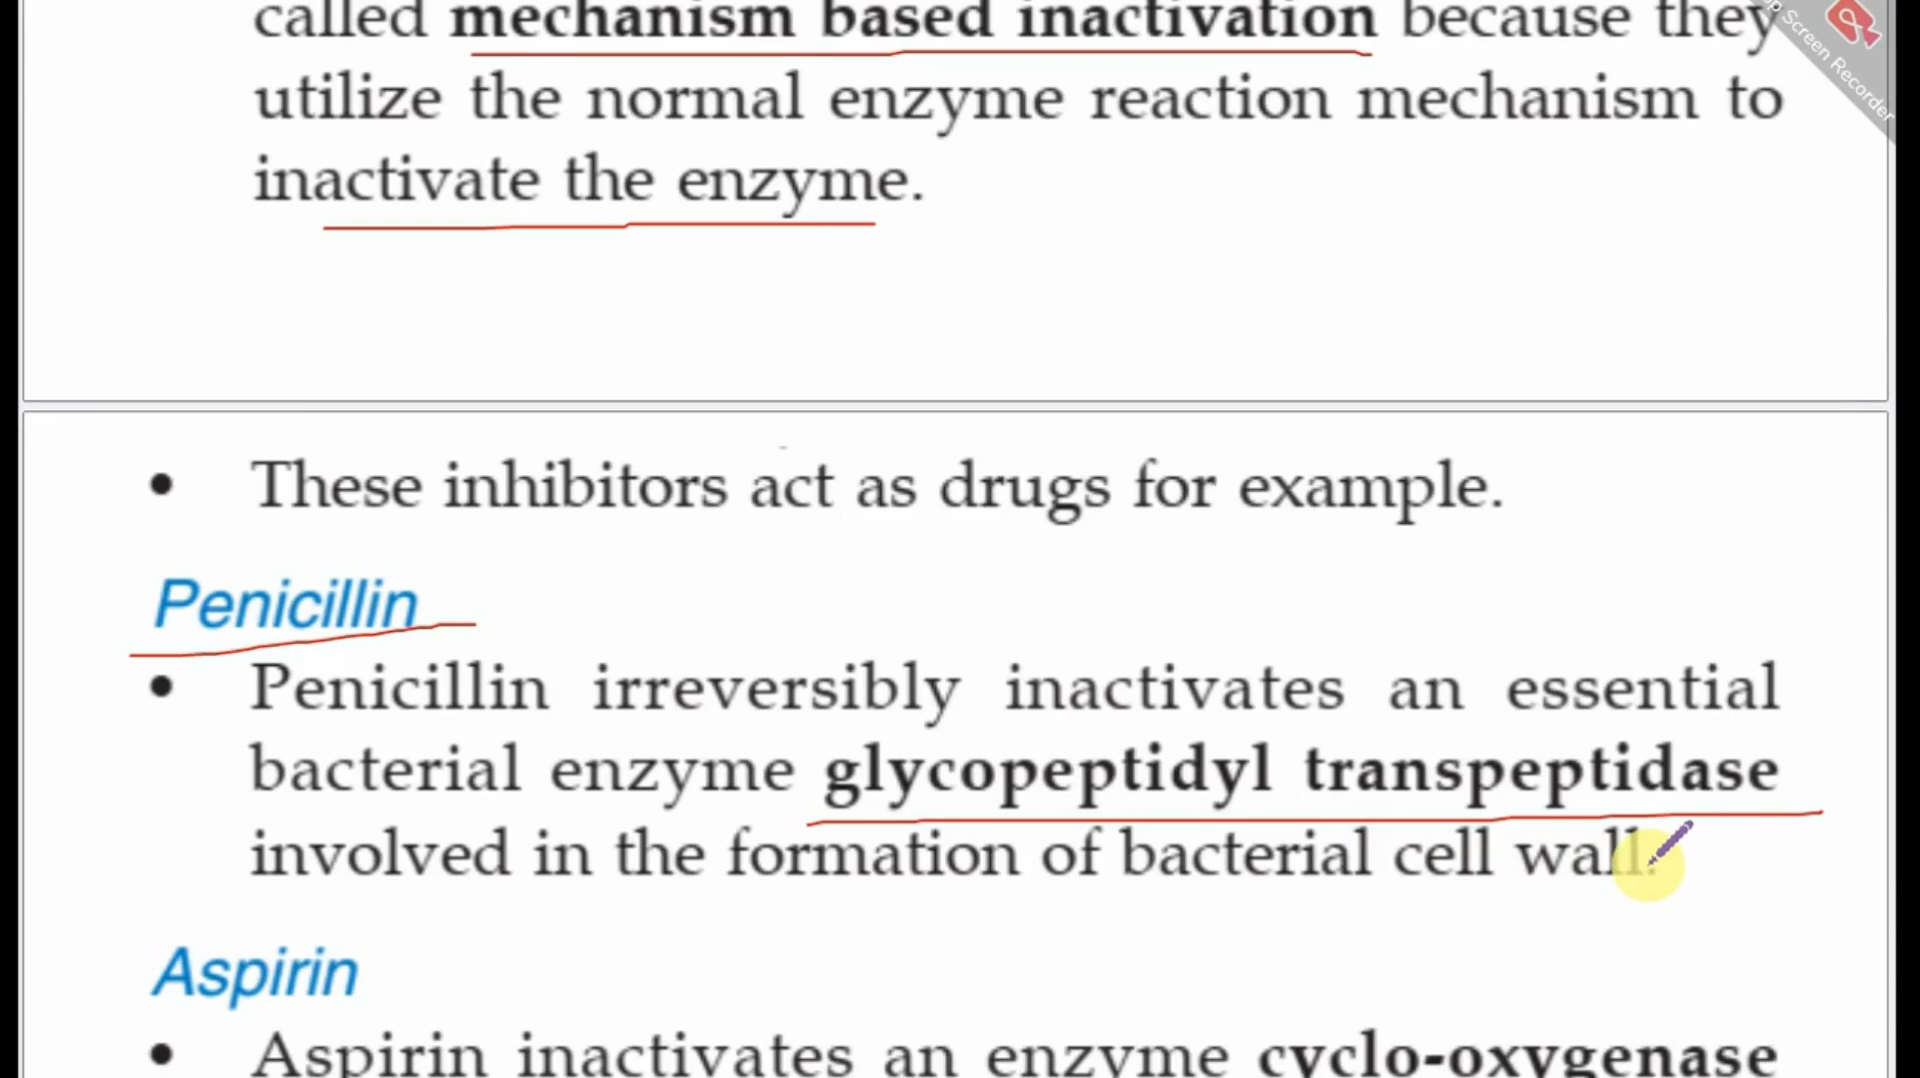 called mechanism based inactivation because they
utilize the normal enzyme reaction mechanism to
inactivate the enzyme.
Screen Recorder
• These inhibitors act as drugs for example.
Penicillin
• Penicillin irreversibly inactivates an essential
bacterial enzyme glycopeptidyl transpeptidase
involved in the formation of bacterial cell wall.
Aspirin
• Aspirin inactivates an enzyme cyclo-oxygenase